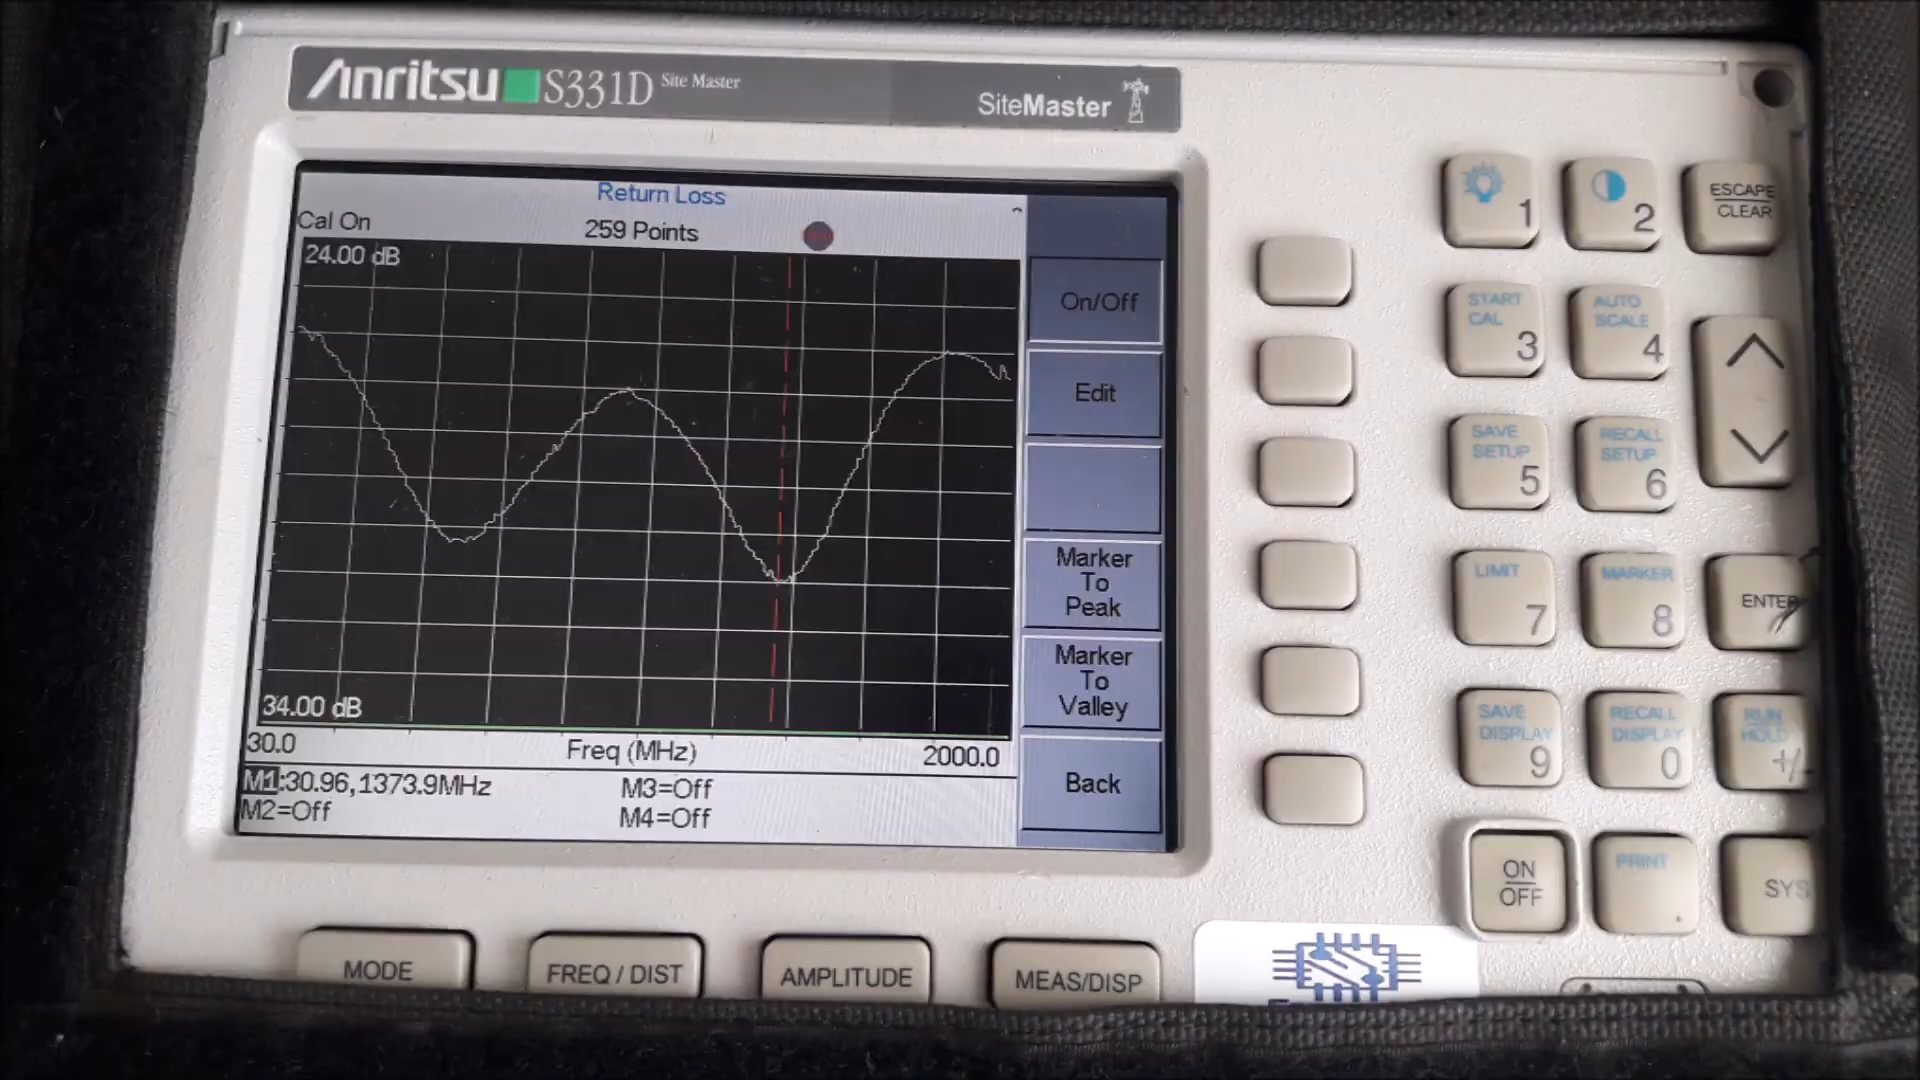 Anritsu S331D Site Master
SiteMaster
Return Loss
Cal On
259 Points
24.00 dB
34.00 dB
30.0
Freq (MHz)
2000.0
M1:30.96,1373.9MHz
M3=Off
M2=Off
M4=Off
On/Off
Edit
Marker
To
Peak
Marker
To
Valley
Back
1
2
ESCAPE
CLEAR
START
CAL
3
AUTO
SCALE
4
SAVE
SETUP
5
RECALL
SETUP
6
LIMIT
7
MARKER
8
ENTER
SAVE
DISPLAY
9
RECALL
DISPLAY
0
RUN
HOLD
+/-
ON
OFF
PRINT
.
SYS
MODE
FREQ / DIST
AMPLITUDE
MEAS/DISP